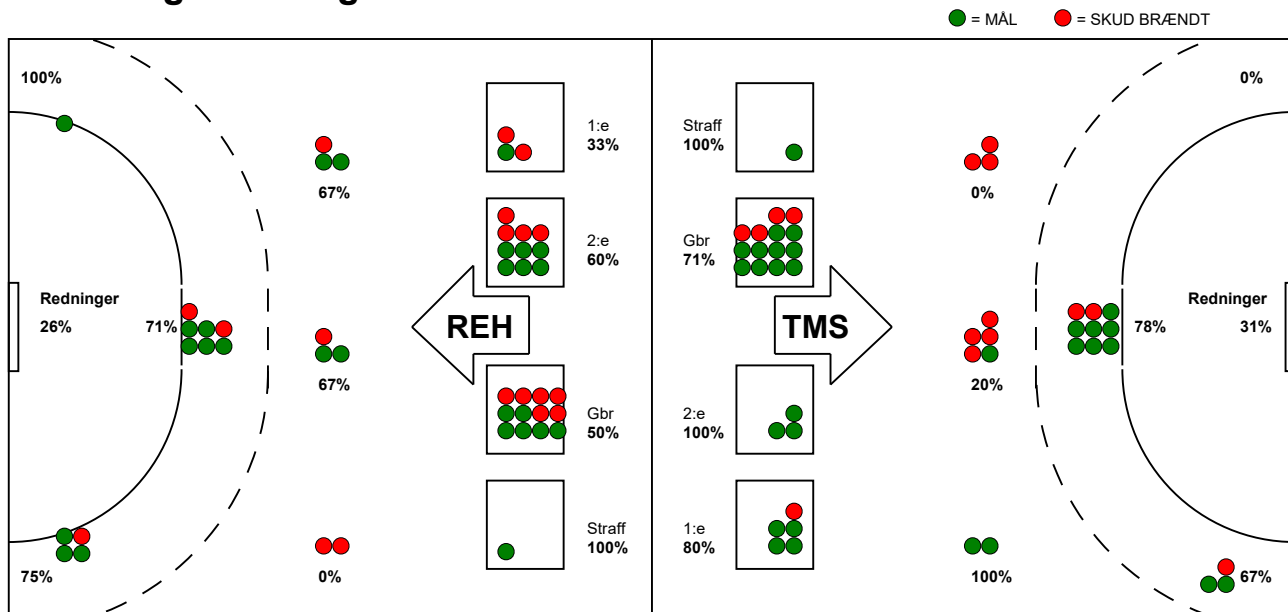 = MÅL = SKUD BRÆNDT
100%
0%
1:e
33%
Straff
100%
67%
0%
2:e
60%
Gbr
71%
Redninger
26%
71%
REH
TMS
78%
Redninger
31%
67%
20%
Gbr
50%
2:e
100%
Straff
100%
1:e
80%
75%
0%
100%
67%